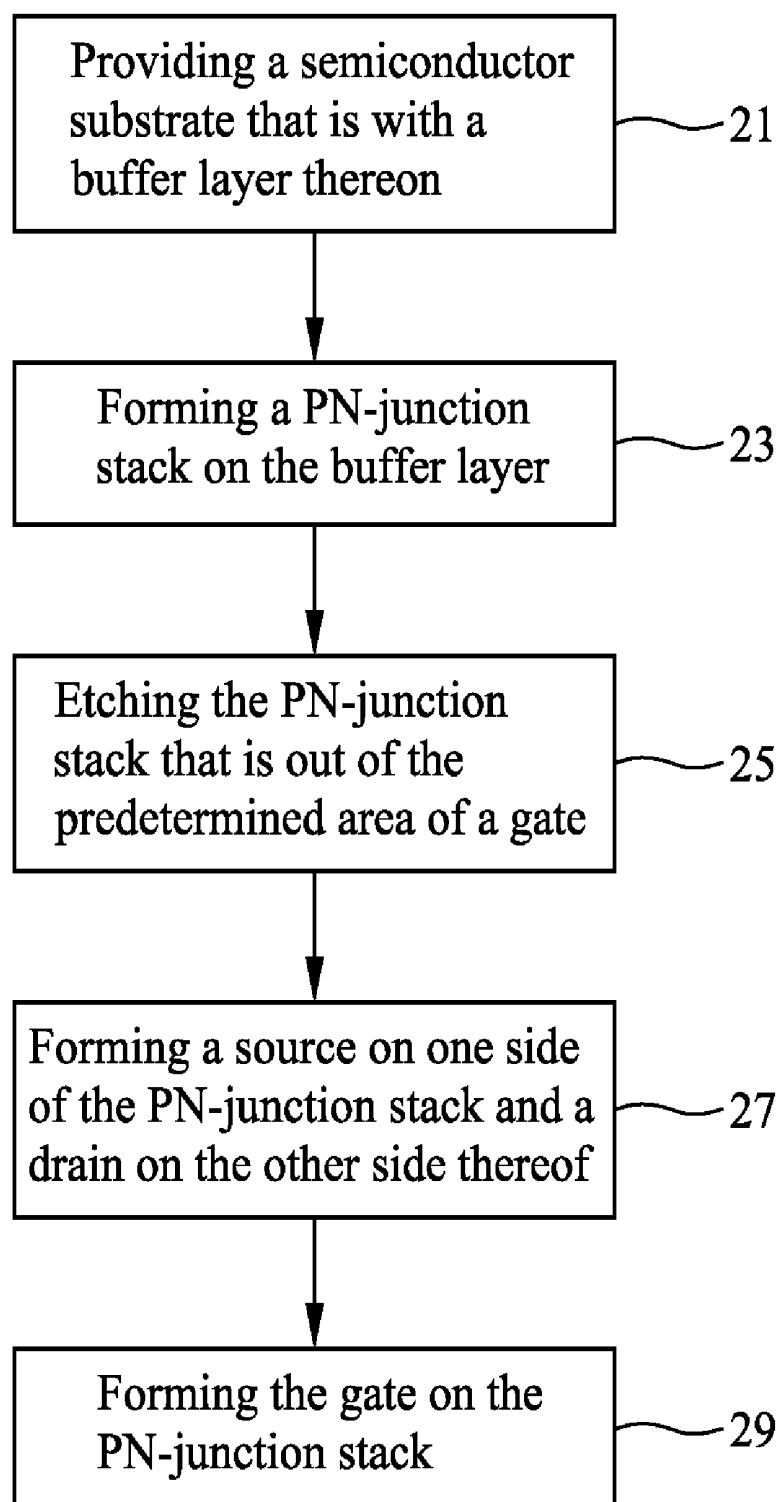 Providing a semiconductor
substrate that is with a
buffer layer thereon
21
Forming a PN-junction
stack on the buffer layer
23
Etching the PN-junction
stack that is out of the
predetermined area of a gate
25
Forming a source on one side
of the PN-junction stack and a
drain on the other side thereof
27
Forming the gate on the
PN-junction stack
29